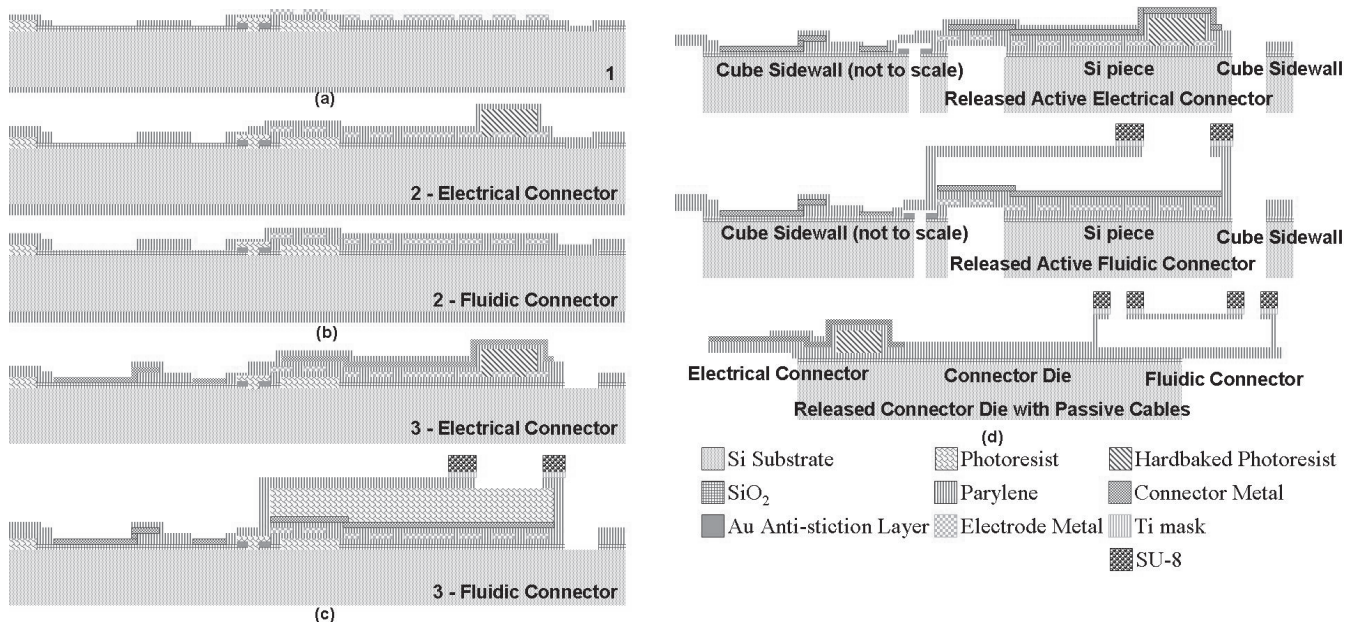 1
(a)
2 - Electrical Connector
2 - Fluidic Connector
(b)
3 - Electrical Connector
3 - Fluidic Connector
(c)
Cube Sidewall (not to scale)
Si piece
Cube Sidewall
Released Active Electrical Connector
Cube Sidewall (not to scale)
Si piece
Cube Sidewall
Released Active Fluidic Connector
Electrical Connector
Connector Die
Fluidic Connector
Released Connector Die with Passive Cables
(d)
Si Substrate
Photoresist
Hardbaked Photoresist
SiO₂
Parylene
Connector Metal
Au Anti-stiction Layer
Electrode Metal
Ti mask
SU-8